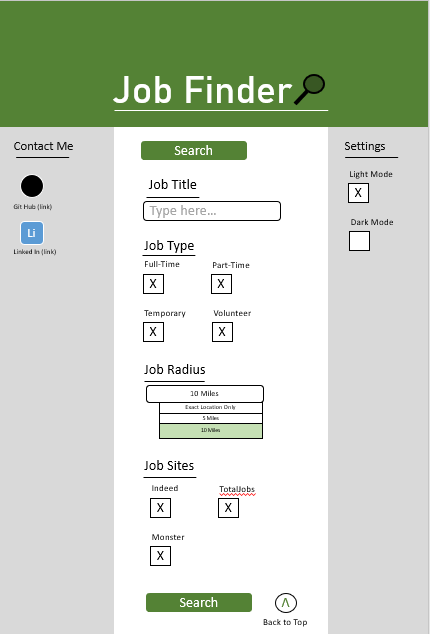 Job Finder
Contact Me
Git Hub (link)
Li
Linked In (link)
Search
Job Title
Type here...
Job Type
Full-Time Part-Time
X X
Temporary Volunteer
X X
Job Radius
10 Miles
Exact Location Only
5 Miles
10 Miles
Job Sites
Indeed TotalJobs
X X
Monster
X
Search
Λ
Back to Top
Settings
Light Mode
X
Dark Mode